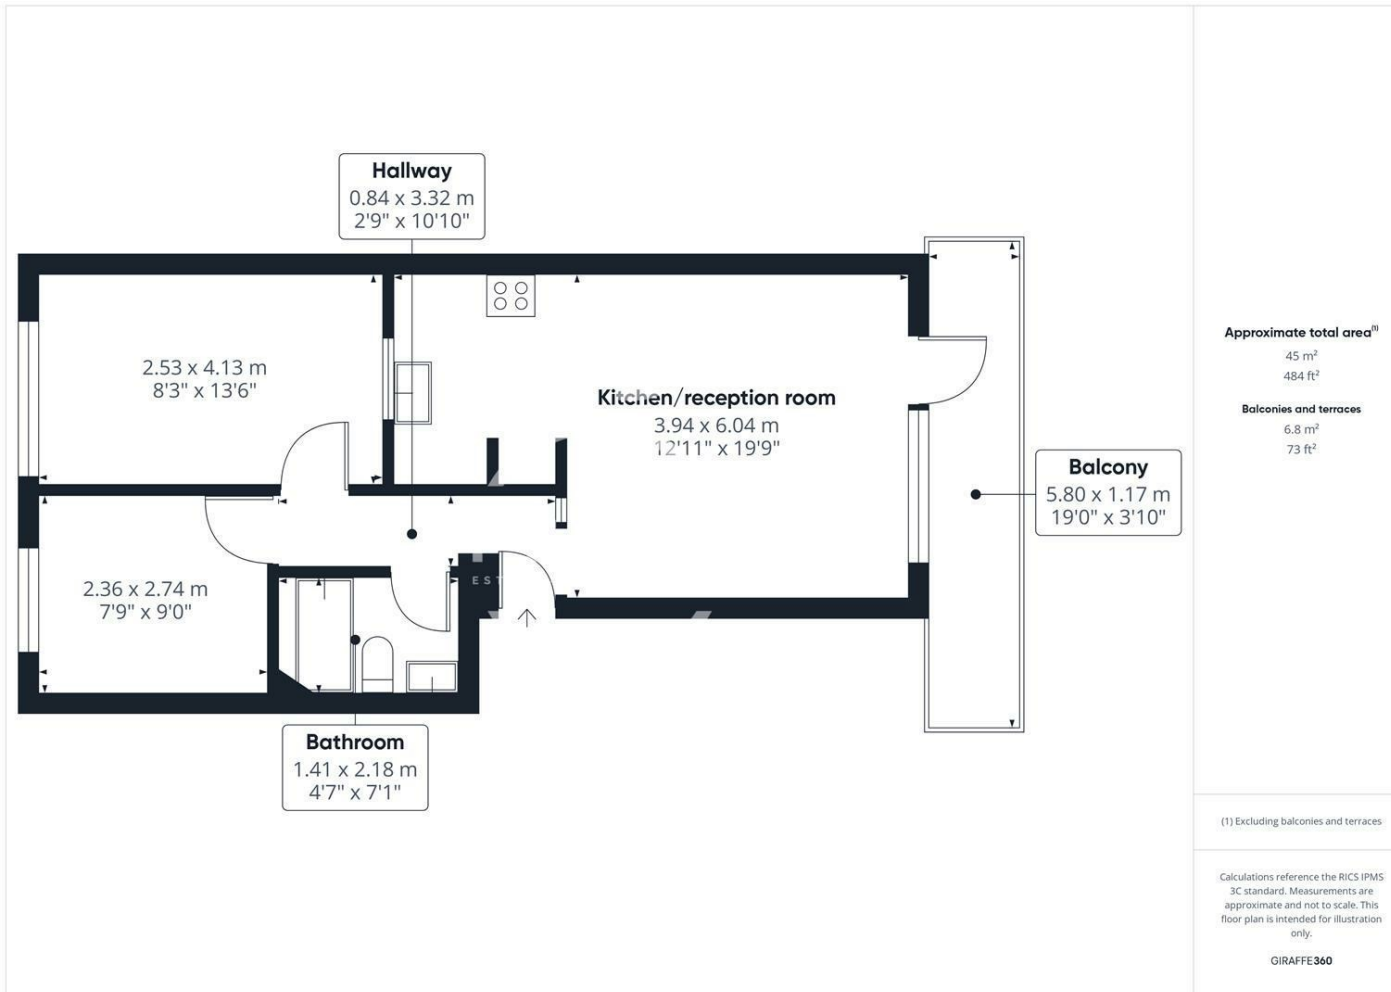 Hallway
0.84 x 3.32 m
2'9" x 10'10"
2.53 x 4.13 m
8'3" x 13'6"
Kitchen/reception room
3.94 x 6.04 m
12'11" x 19'9"
Balcony
5.80 x 1.17 m
19'0" x 3'10"
2.36 x 2.74 m
7'9" x 9'0"
EST
Bathroom
1.41 x 2.18 m
4'7" x 7'1"
Approximate total area(1)
45 m²
484 ft²
Balconies and terraces
6.8 m²
73 ft²
(1) Excluding balconies and terraces
Calculations reference the RICS IPMS
3C standard. Measurements are
approximate and not to scale. This
floor plan is intended for illustration
only.
GIRAFFE360